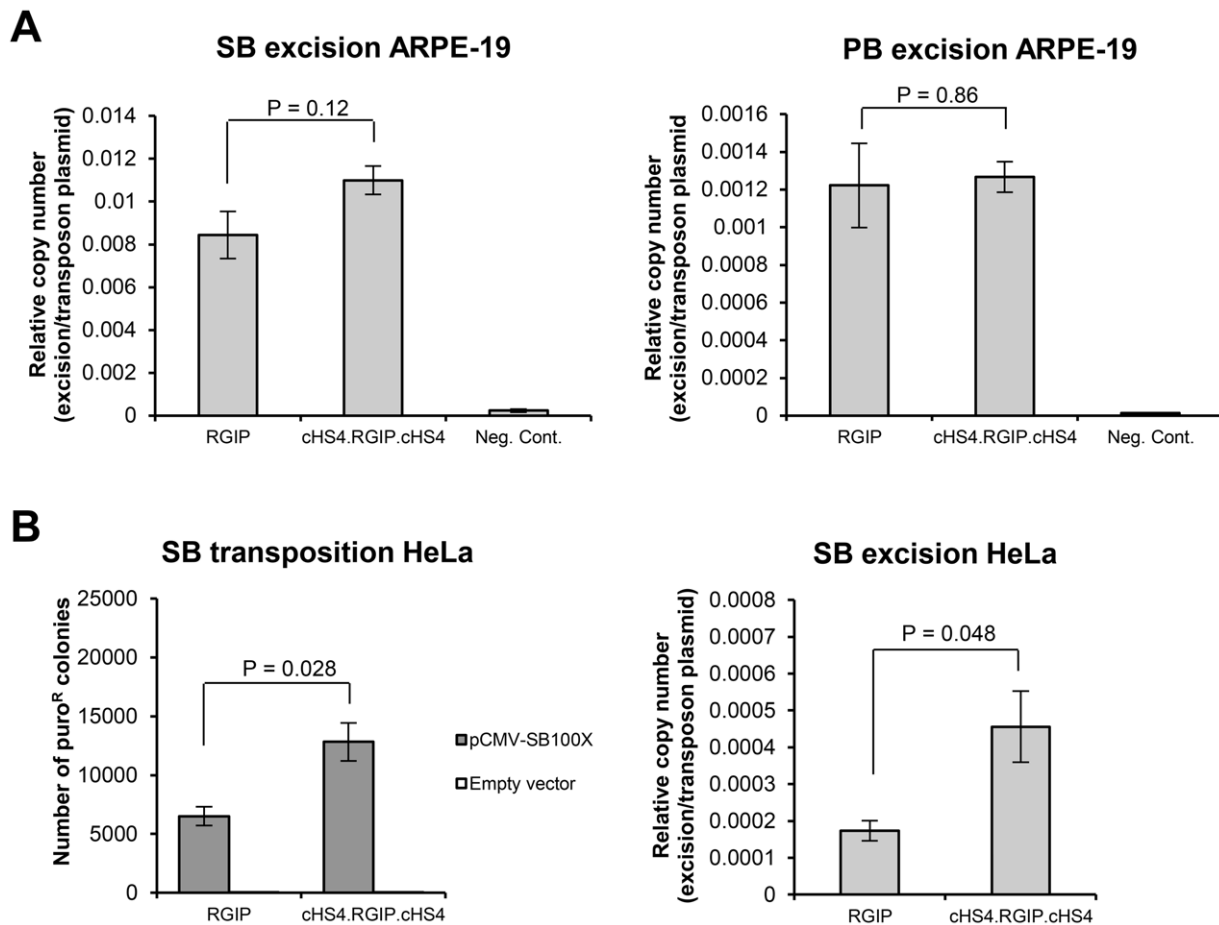 A
SB excision ARPE-19
Relative copy number
(excision/transposon plasmid)
0.014
0.012
0.01
0.008
0.006
0.004
0.002
0
P = 0.12
RGIP
cHS4.RGIP.cHS4
Neg. Cont.
PB excision ARPE-19
Relative copy number
(excision/transposon plasmid
0.0018
0.0016
0.0014
0.0012
0.001
0.0008
0.0006
0.0004
0.0002
0
P = 0.86
RGIP
cHS4.RGIP.cHS4
Neg. Cont.
B
SB transposition HeLa
Number of puroᴿ colonies
25000
20000
15000
10000
5000
0
P = 0.028
RGIP
cHS4.RGIP.cHS4
pCMV-SB100X
Empty vector
SB excision HeLa
Relative copy number
(excision/transposon plasmid)
0.0008
0.0007
0.0006
0.0005
0.0004
0.0003
0.0002
0.0001
0
P = 0.048
RGIP
cHS4.RGIP.cHS4